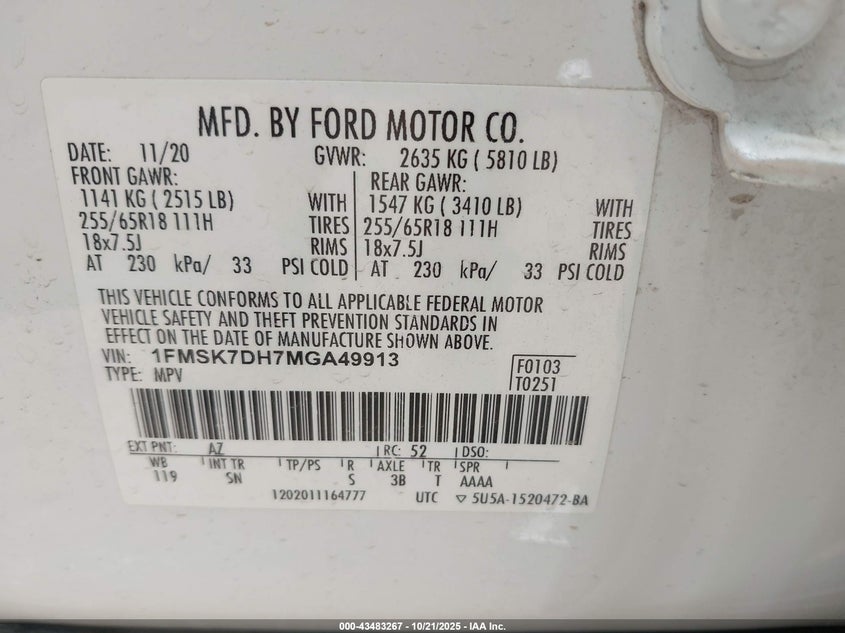 MFD. BY FORD MOTOR CO.
DATE: 11/20 GVWR: 2635 KG ( 5810 LB)
FRONT GAWR: REAR GAWR:
1141 KG ( 2515 LB) WITH 1547 KG ( 3410 LB) WITH
255/65R18 111H TIRES 255/65R18 111H TIRES
18x7.5J RIMS 18x7.5J RIMS
AT 230 kPa/ 33 PSI COLD AT 230 kPa/ 33 PSI COLD
THIS VEHICLE CONFORMS TO ALL APPLICABLE FEDERAL MOTOR
VEHICLE SAFETY AND THEFT PREVENTION STANDARDS IN
EFFECT ON THE DATE OF MANUFACTURE SHOWN ABOVE.
VIN: 1FMSK7DH7MGA49913
TYPE: MPV
F0103
T0251
EXT PNT: AZ RC: 52 DSO:
WB INT TR TP/PS R AXLE TR SPR
119 SN S 3B T AAAA
1202011164777 UTC ▽ 5U5A-1520472-BA
000-43483267 - 10/21/2025 - IAA Inc.